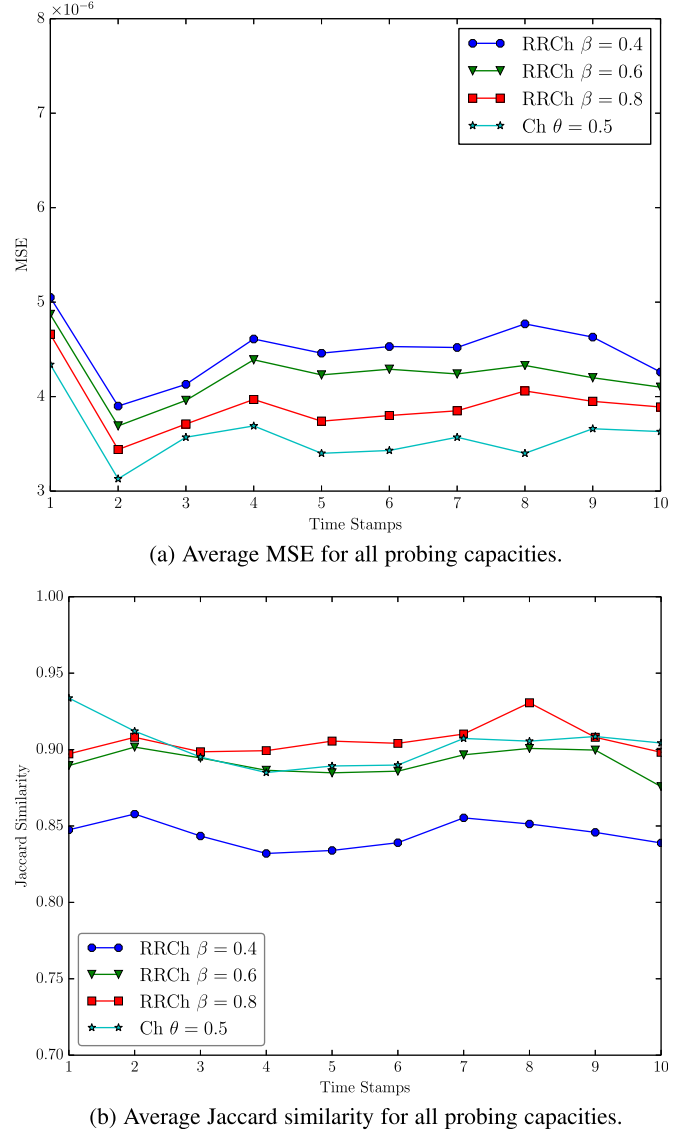 ×10−6
8
7
6
5
4
3
MSE
RRCh β = 0.4
RRCh β = 0.6
RRCh β = 0.8
Ch θ = 0.5
1 2 3 4 5 6 7 8 9 10
Time Stamps
(a) Average MSE for all probing capacities.
1.00
0.95
0.90
0.85
0.80
0.75
0.70
Jaccard Similarity
RRCh β = 0.4
RRCh β = 0.6
RRCh β = 0.8
Ch θ = 0.5
1 2 3 4 5 6 7 8 9 10
Time Stamps
(b) Average Jaccard similarity for all probing capacities.